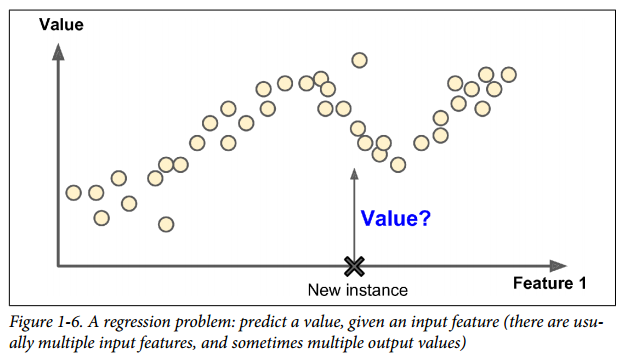 Value
Value?
New instance
Feature 1
Figure 1-6. A regression problem: predict a value, given an input feature (there are usu-
ally multiple input features, and sometimes multiple output values)